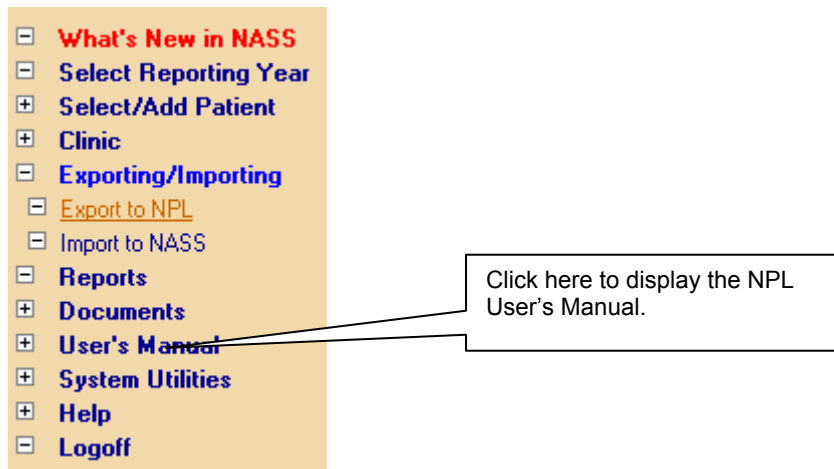 What's New in NASS
Select Reporting Year
Select/Add Patient
Clinic
Exporting/Importing
Export to NPL
Import to NASS
Reports
Documents
User's Manual
System Utilities
Help
Logoff
Click here to display the NPL
User’s Manual.